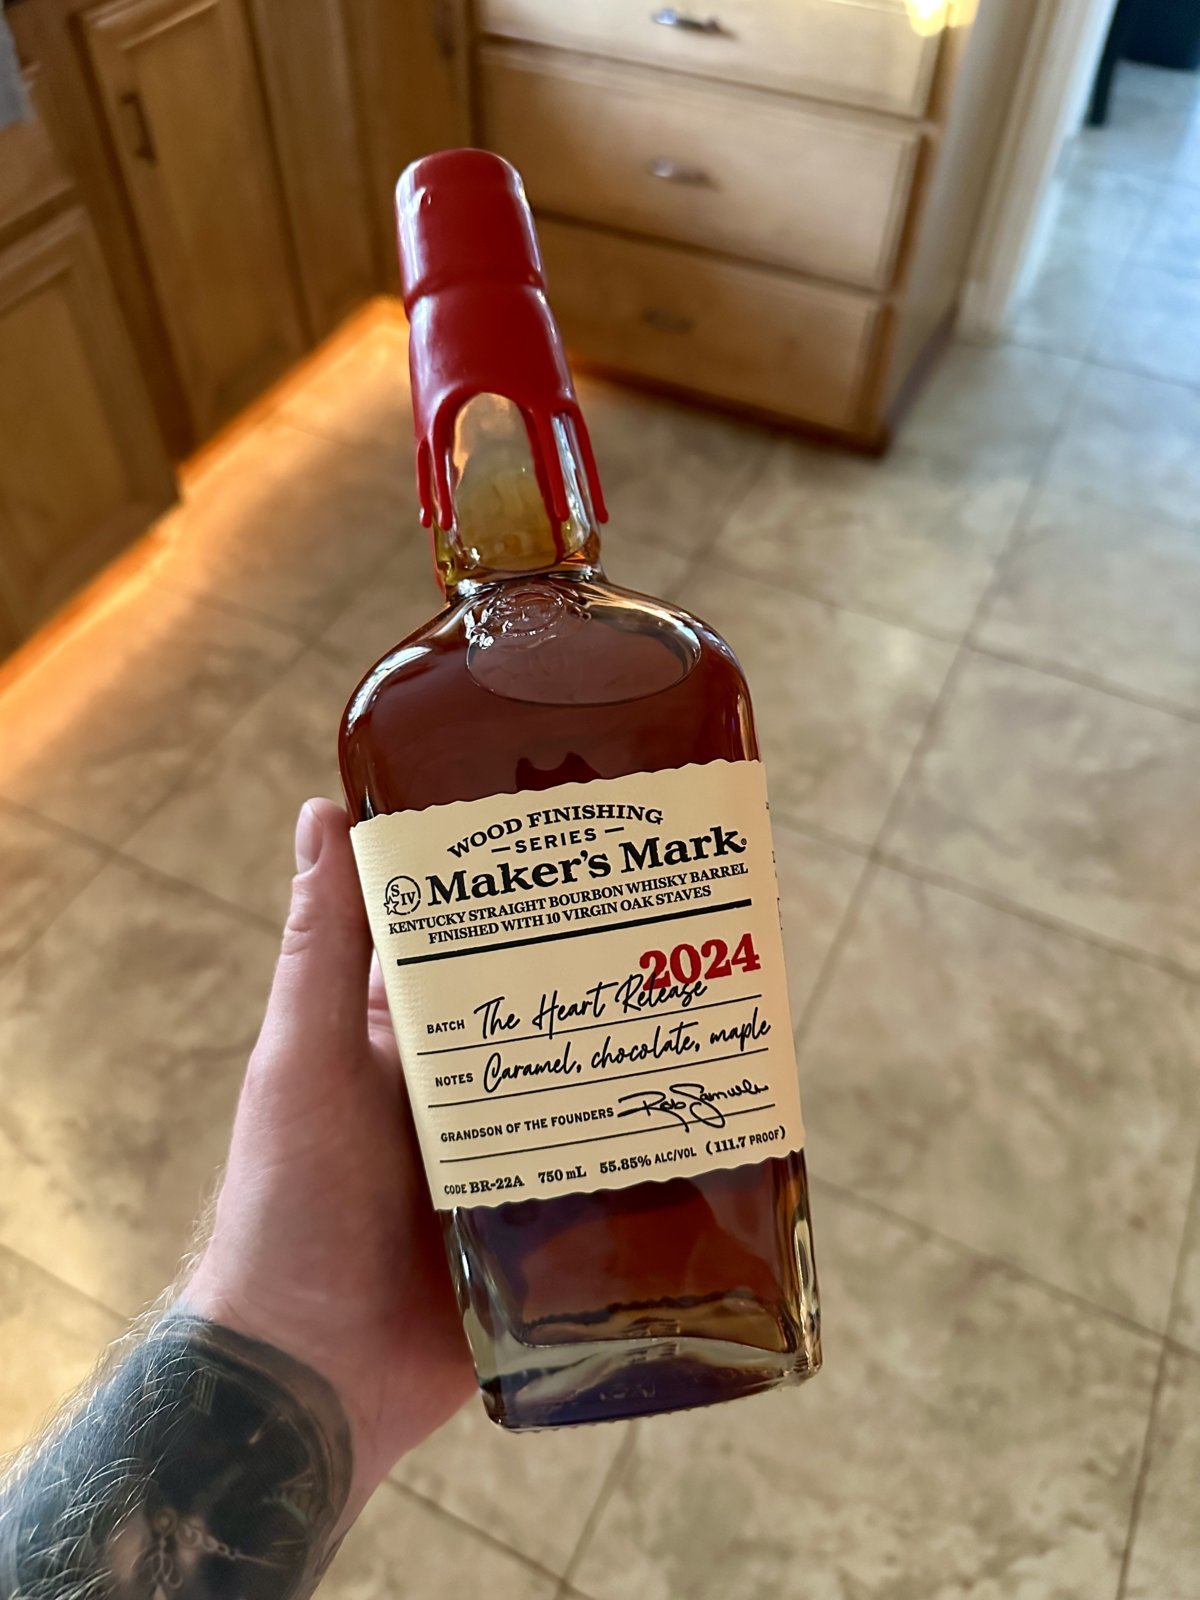 WOOD FINISHING
— SERIES —
S IV
Maker's Mark®
KENTUCKY STRAIGHT BOURBON WHISKY BARREL
FINISHED WITH 10 VIRGIN OAK STAVES
2024
BATCH The Heart Release
NOTES Caramel, chocolate, maple
GRANDSON OF THE FOUNDERS Rob Samuels
CODE BR-22A 750 mL 55.85% ALC/VOL (111.7 PROOF)